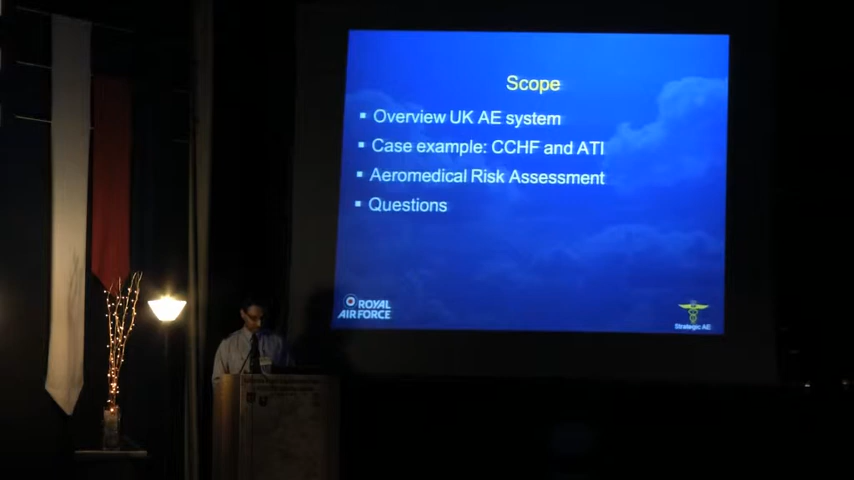 Scope
▪ Overview UK AE system
▪ Case example: CCHF and ATI
▪ Aeromedical Risk Assessment
▪ Questions
ROYAL
AIR FORCE
Strategic AE